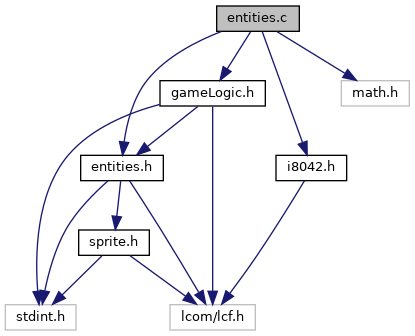 entities.c
gameLogic.h
math.h
entities.h
i8042.h
sprite.h
stdint.h
lcom/lcf.h